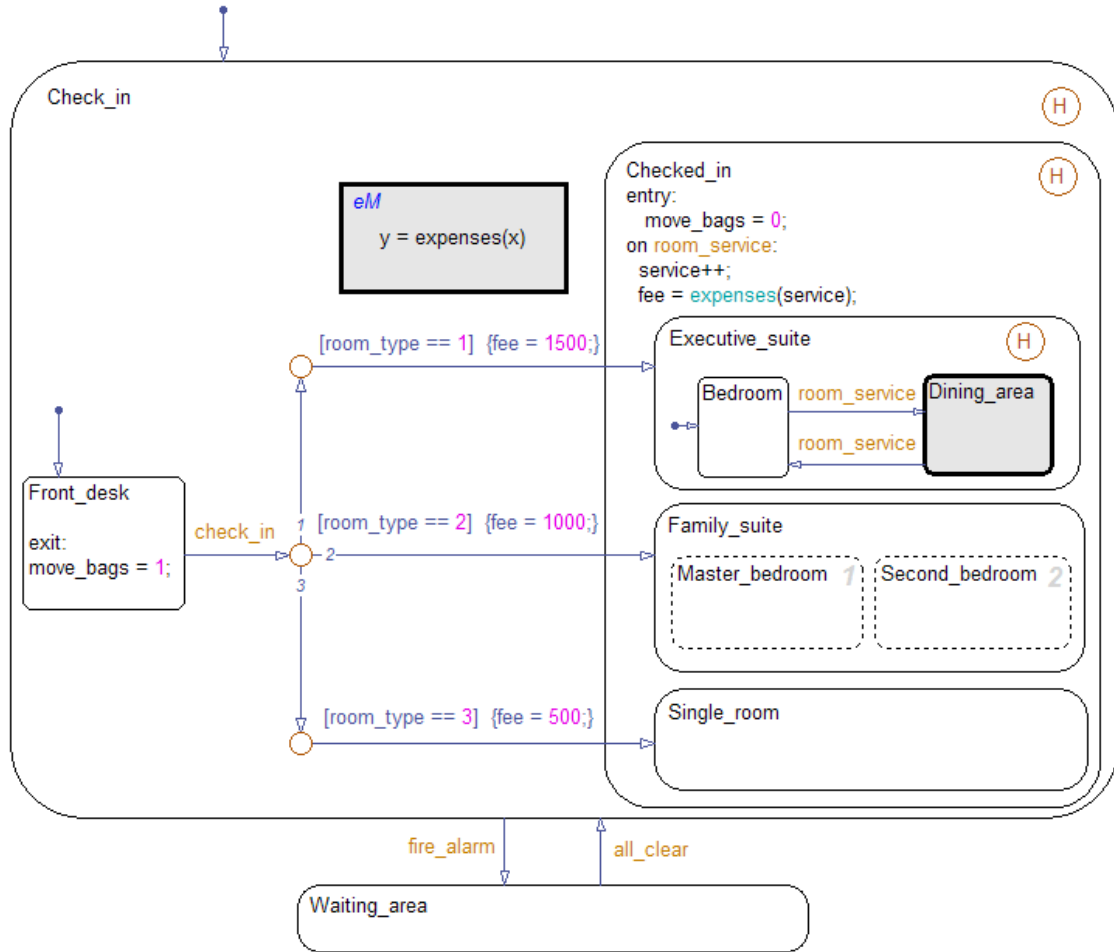 Check_in
H
Checked_in
H
entry:
move_bags = 0;
on room_service:
service++;
fee = expenses(service);
eM
y = expenses(x)
[room_type == 1] {fee = 1500;}
Executive_suite
H
Bedroom
room_service
Dining_area
room_service
Front_desk
exit:
move_bags = 1;
check_in
1
2
3
[room_type == 2] {fee = 1000;}
Family_suite
Master_bedroom 1
Second_bedroom 2
[room_type == 3] {fee = 500;}
Single_room
fire_alarm
all_clear
Waiting_area